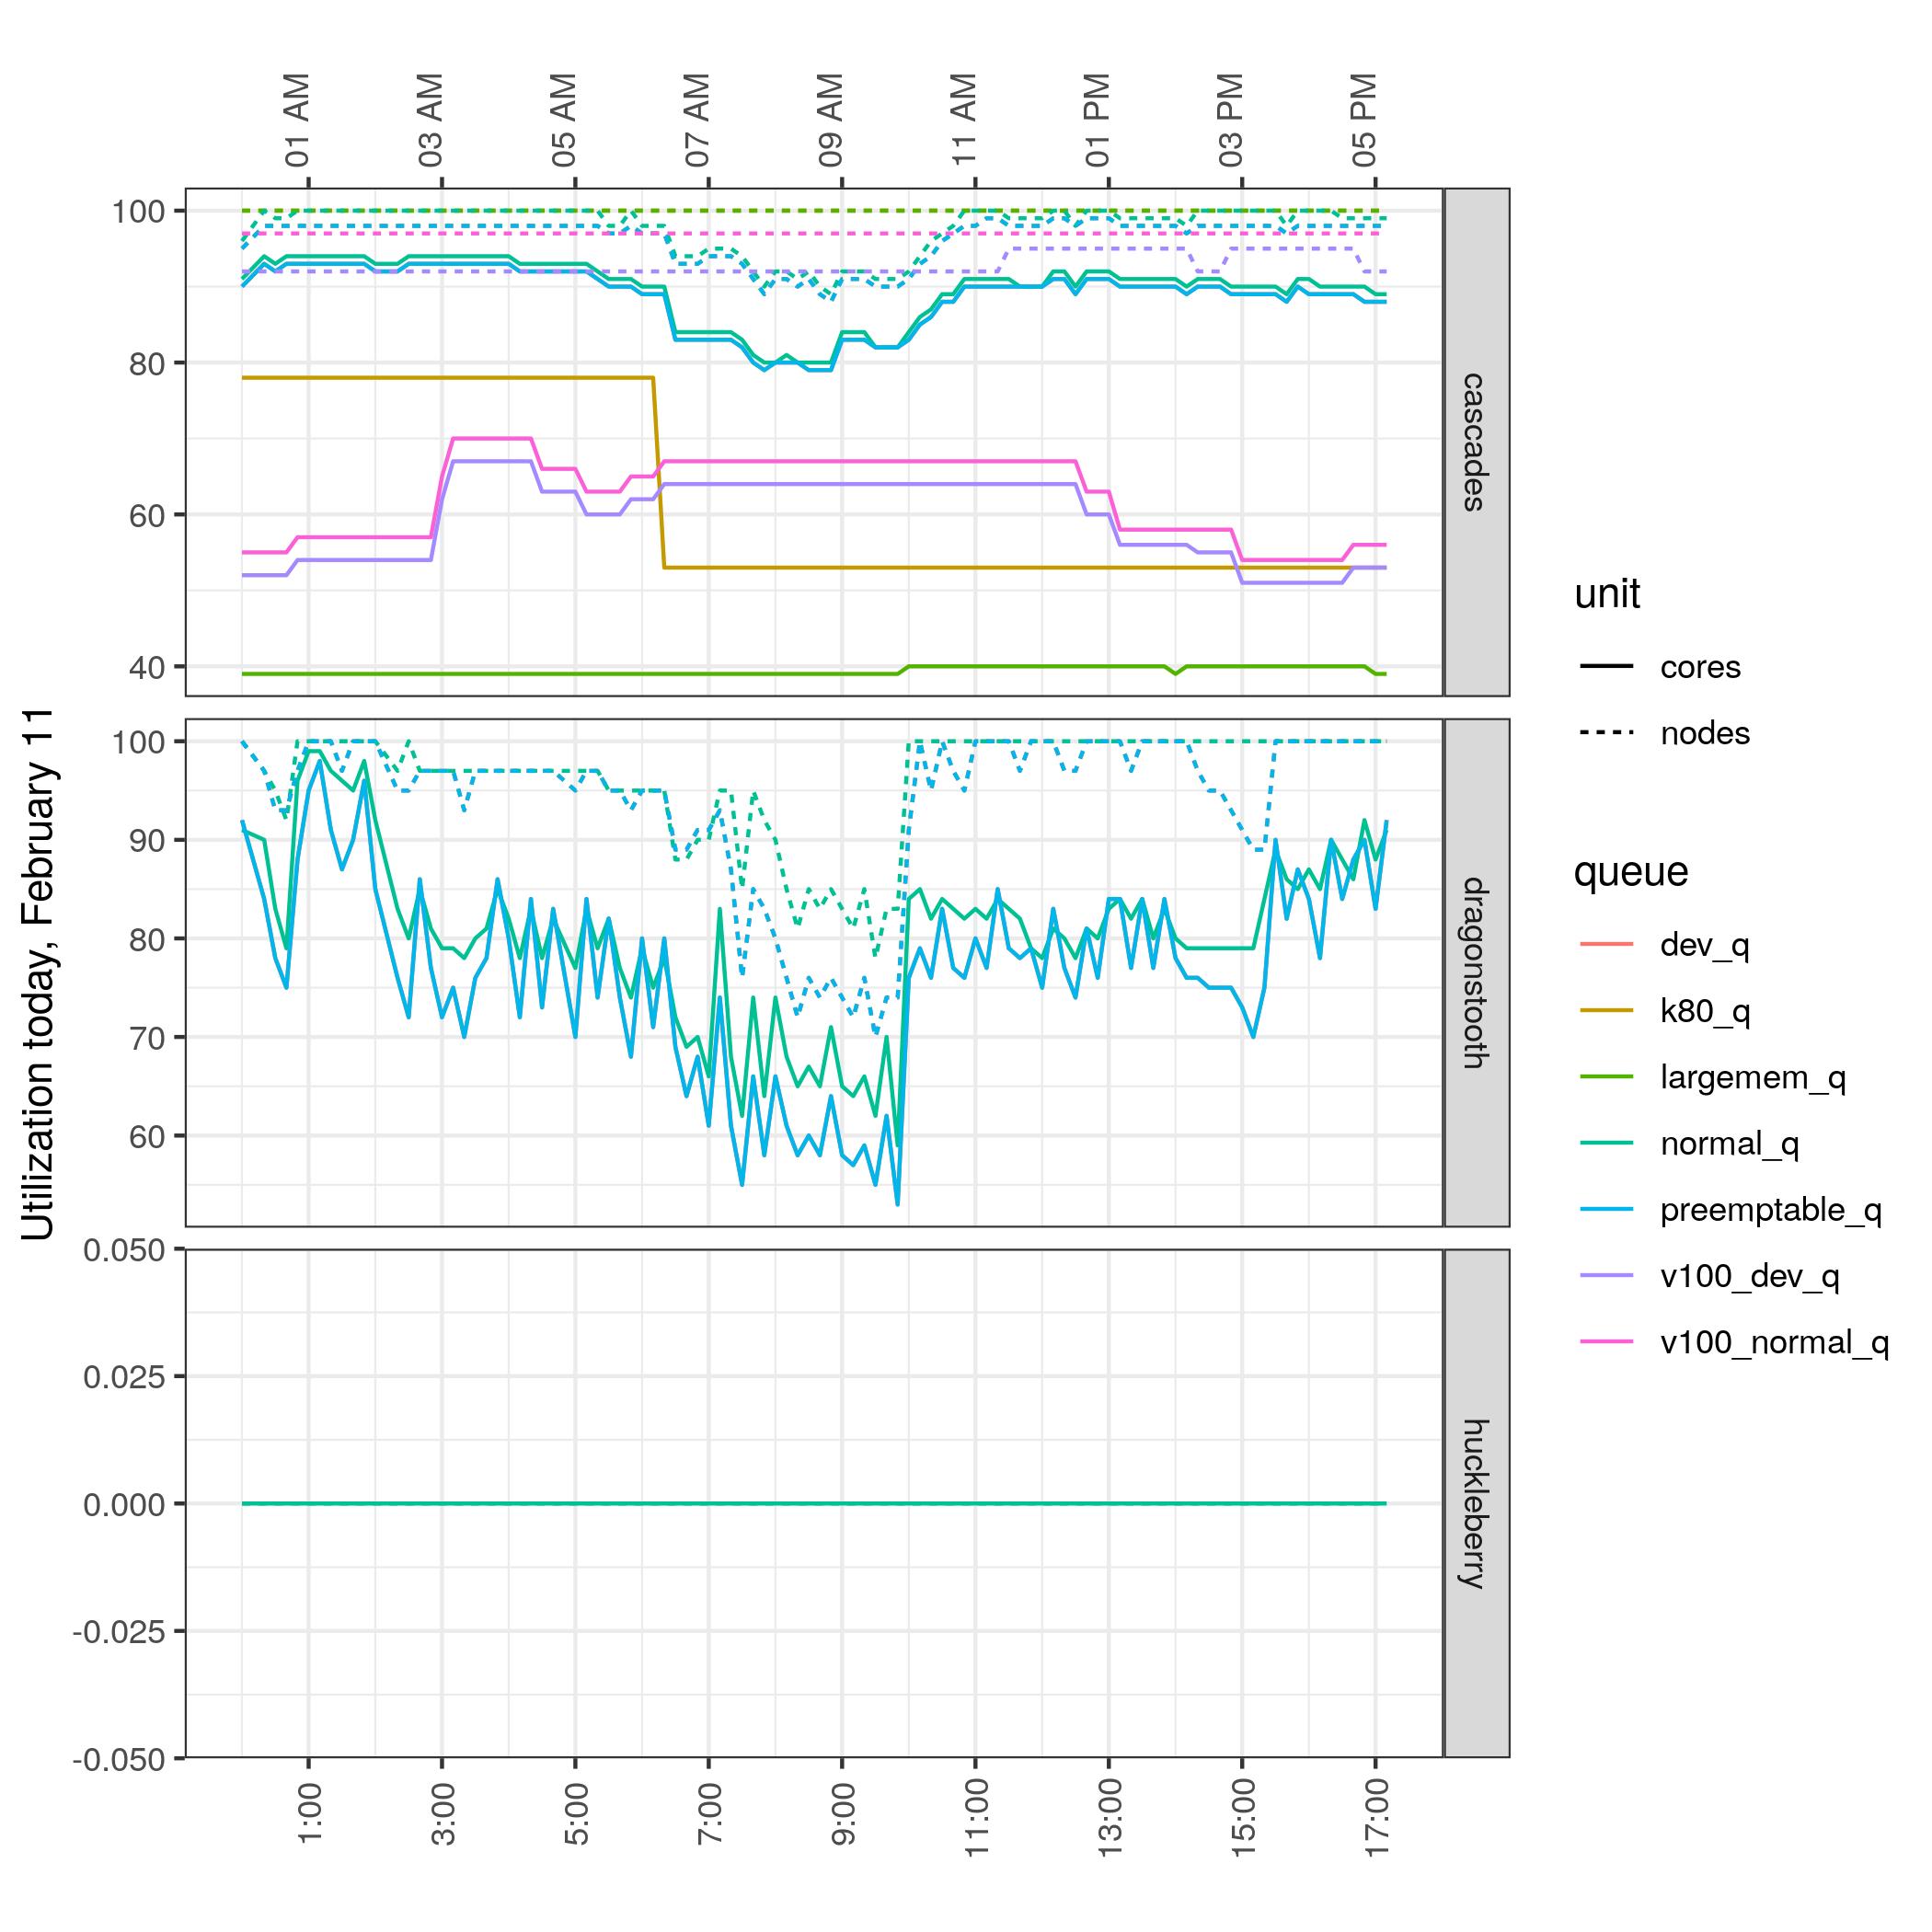 01 AM
03 AM
05 AM
07 AM
09 AM
11 AM
01 PM
03 PM
05 PM
Utilization today, February 11
100
80
60
40
cascades
100
90
80
70
60
dragonstooth
0.050
0.025
0.000
-0.025
-0.050
huckleberry
1:00
3:00
5:00
7:00
9:00
11:00
13:00
15:00
17:00
unit
cores
nodes
queue
dev_q
k80_q
largemem_q
normal_q
preemptable_q
v100_dev_q
v100_normal_q